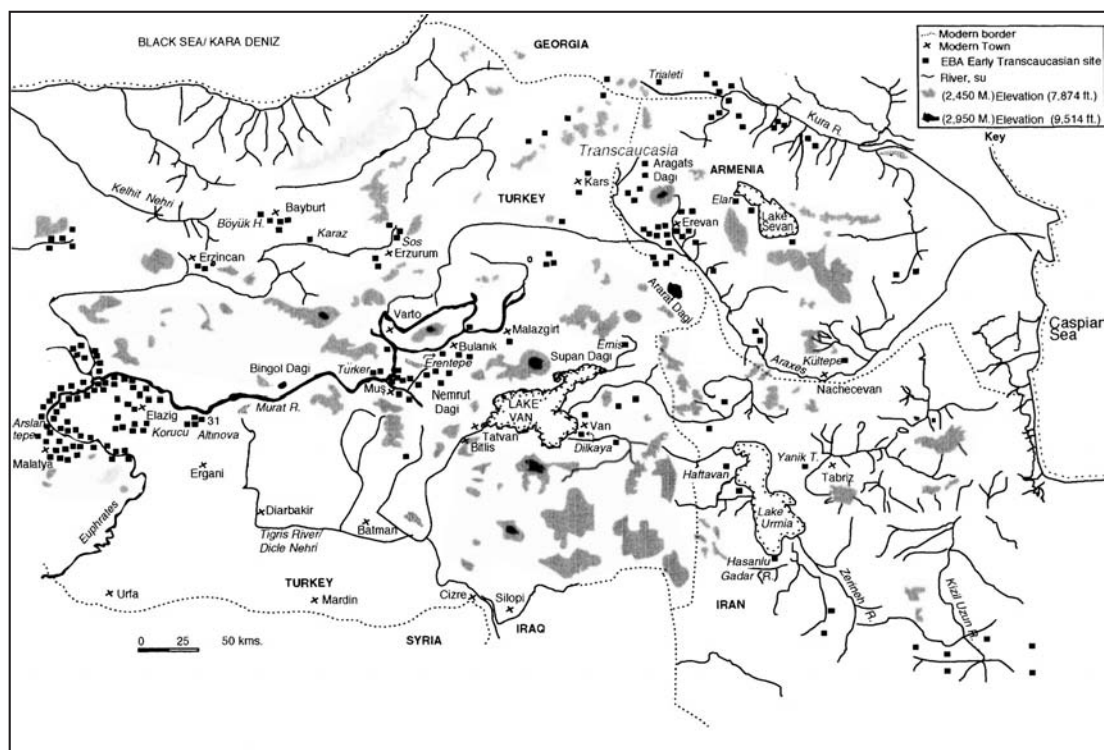 BLACK SEA/ KARA DENIZ
GEORGIA
Modern border
Modern Town
EBA Early Transcaucasian site
River, su
(2,450 M.) Elevation (7,874 ft.)
(2,950 M.) Elevation (9,514 ft.)
Key
Trialeti
Kura R.
Transcaucasia
Aragats
Dagı
ARMENIA
TURKEY
Kars
Elar
Lake
Sevan
Erevan
Kelhit Nehri
Bayburt
Böyük H.
Karaz
Sos
Erzurum
Erzincan
Ararat Dagi
Caspian
Sea
Varto
Malazgirt
Bulanık
Emis
Supan Dagı
Erentepe
Türker
Muş
Nemrut
Dagi
Bingol Dagi
Murat R.
Araxes
Kültepe
Nachecevan
LAKE
VAN
Van
Tatvan
Bitlis
Dilkaya
Elazig
31
Korucu
Altınova
Arslan
tepe
Malatya
Ergani
Haftavan
Yanik T.
Tabriz
Lake
Urmia
Euphrates
Diarbakir
Batman
Tigris River/
Dicle Nehri
Hasanlu
Gadar R.
Zerineh R.
Kizil Uzun R.
TURKEY
Urfa
Mardin
Cizre
Silopi
IRAN
SYRIA
IRAQ
0 25 50 kms.